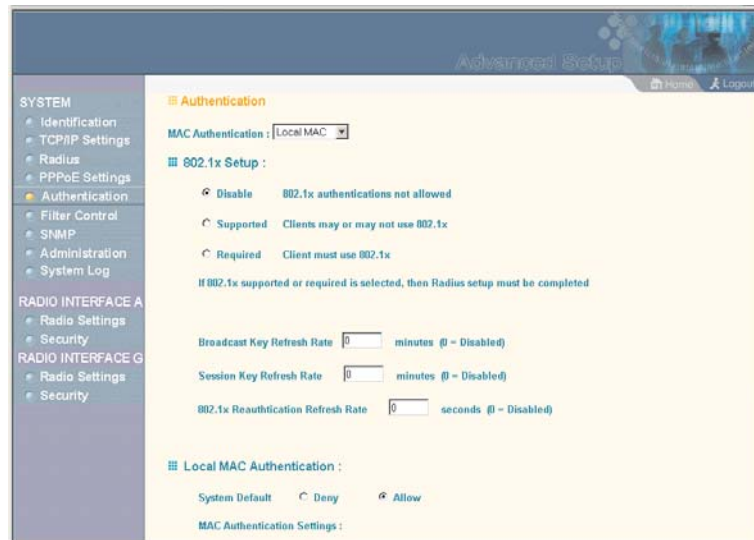 Advanced Setup
Home Logout
SYSTEM
Identification
TCP/IP Settings
Radius
PPPoE Settings
Authentication
Filter Control
SNMP
Administration
System Log
RADIO INTERFACE A
Radio Settings
Security
RADIO INTERFACE G
Radio Settings
Security
Authentication
MAC Authentication : Local MAC
802.1x Setup :
Disable 802.1x authentications not allowed
Supported Clients may or may not use 802.1x
Required Client must use 802.1x
If 802.1x supported or required is selected, then Radius setup must be completed
Broadcast Key Refresh Rate 0 minutes (0 = Disabled)
Session Key Refresh Rate 0 minutes (0 = Disabled)
802.1x Reauthtication Refresh Rate 0 seconds (0 = Disabled)
Local MAC Authentication :
System Default Deny Allow
MAC Authentication Settings :